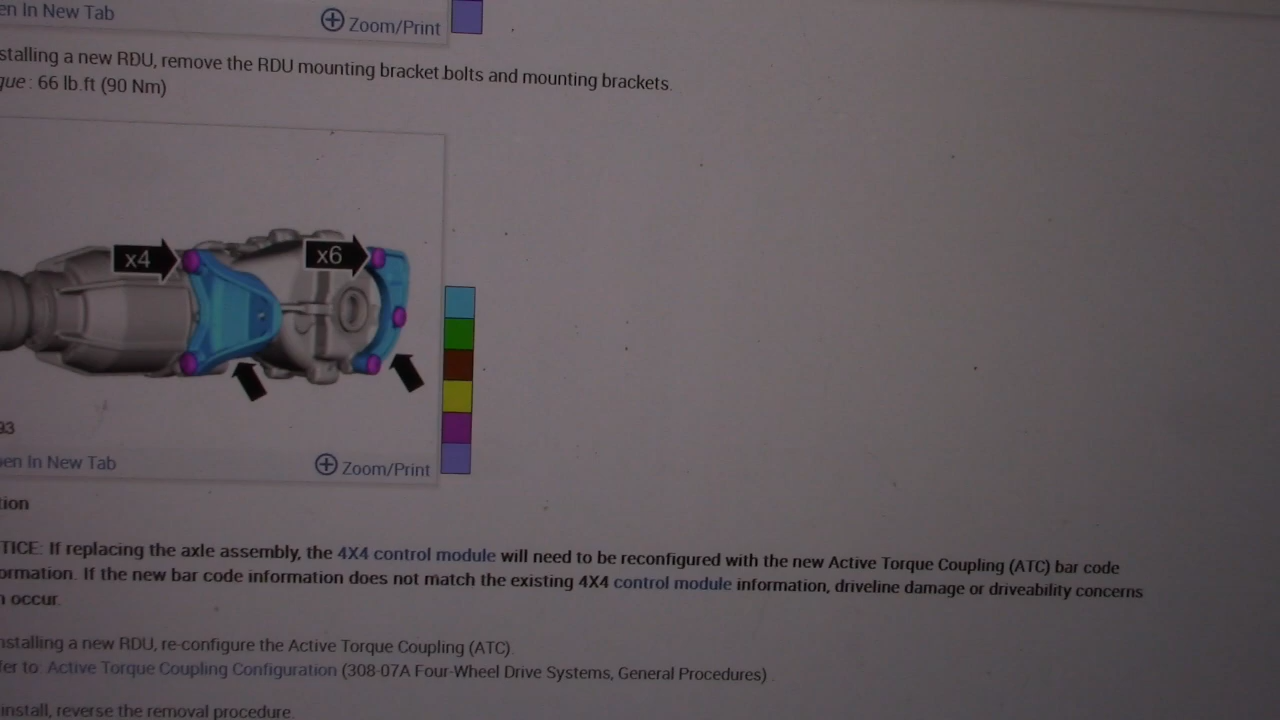 en In New Tab
Zoom/Print
stalling a new RDU, remove the RDU mounting bracket bolts and mounting brackets.
que: 66 lb.ft (90 Nm)
x4
x6
93
en In New Tab
Zoom/Print
tion
TICE: If replacing the axle assembly, the 4X4 control module will need to be reconfigured with the new Active Torque Coupling (ATC) bar code
ormation. If the new bar code information does not match the existing 4X4 control module information, driveline damage or driveability concerns
n occur.
nstalling a new RDU, re-configure the Active Torque Coupling (ATC).
fer to: Active Torque Coupling Configuration (308-07A Four-Wheel Drive Systems, General Procedures) .
install, reverse the removal procedure.